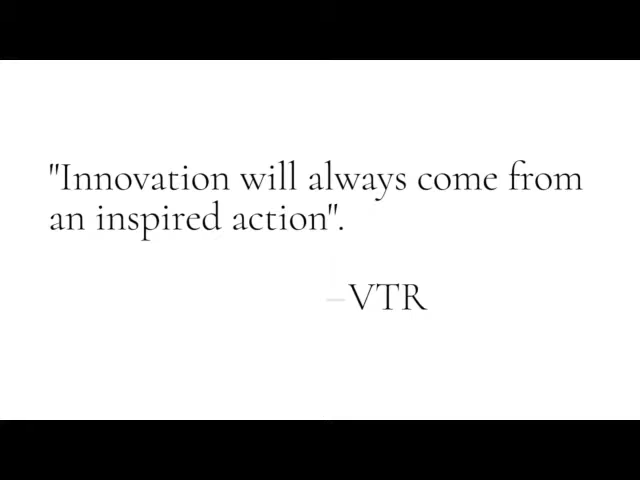 "Innovation will always come from
an inspired action".
–VTR